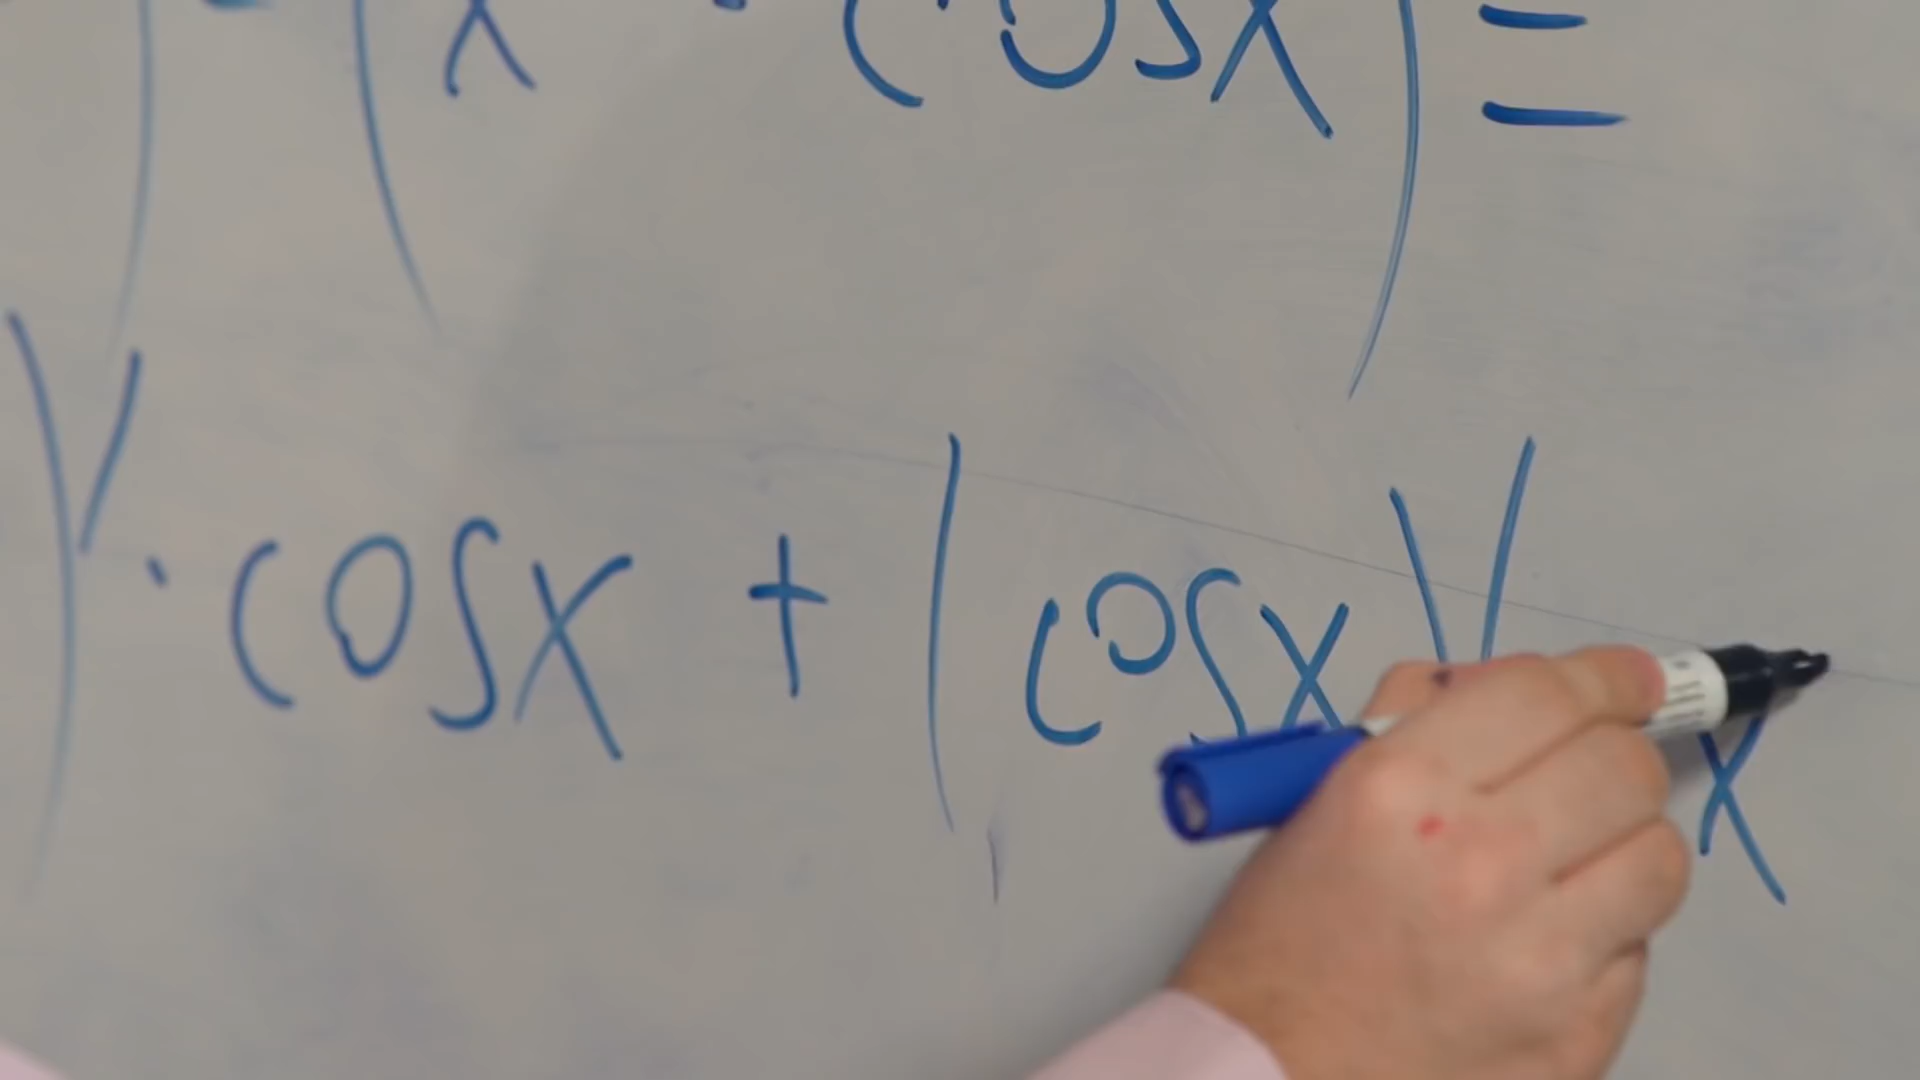 ) = (x · cosx) =
)' · cosx + (cosx)' x